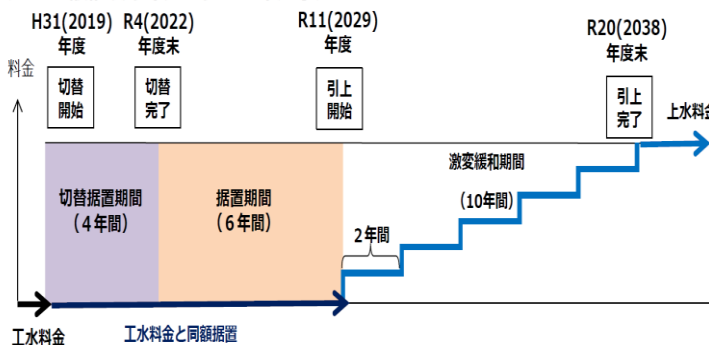 H31(2019)
年度
R4(2022)
年度末
R11(2029)
年度
R20(2038)
年度末
料金
切替
開始
切替
完了
引上
開始
引上
完了
上水料金
激変緩和期間
(10年間)
切替据置期間
(4年間)
据置期間
(6年間)
2年間
工水料金
工水料金と同額据置